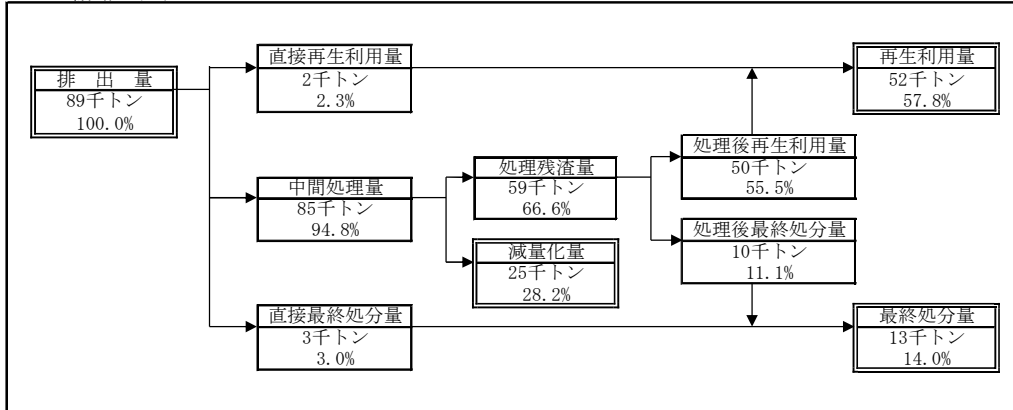 排　出　量
89千トン
100.0%
直接再生利用量
2千トン
2.3%
再生利用量
52千トン
57.8%
中間処理量
85千トン
94.8%
処理残渣量
59千トン
66.6%
処理後再生利用量
50千トン
55.5%
減量化量
25千トン
28.2%
処理後最終処分量
10千トン
11.1%
直接最終処分量
3千トン
3.0%
最終処分量
13千トン
14.0%